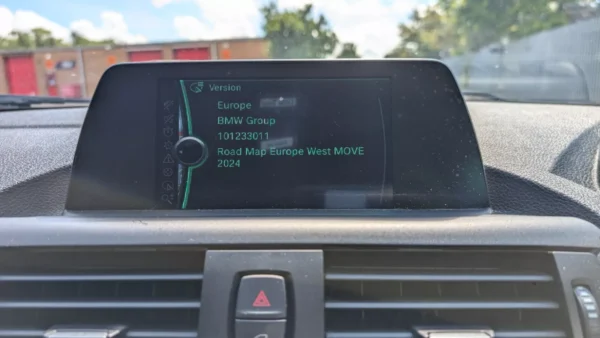 Version
Europe
BMW Group
101233011
Road Map Europe West MOVE
2024